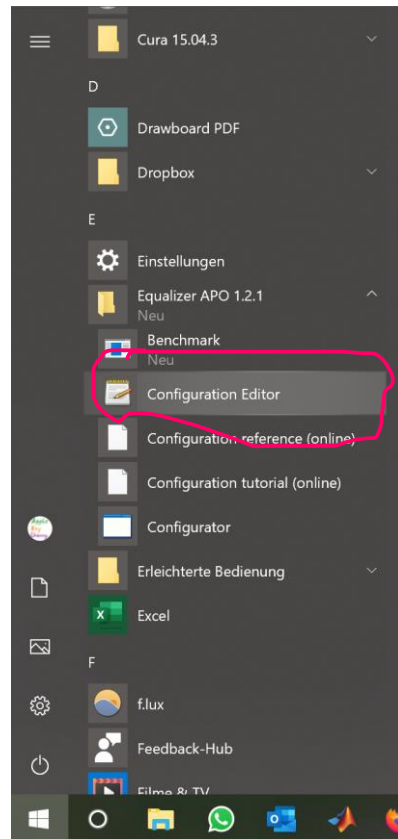 Cura 15.04.3
D
Drawboard PDF
Dropbox
E
Einstellungen
Equalizer APO 1.2.1
Neu
Benchmark
Neu
Configuration Editor
Configuration reference (online)
Configuration tutorial (online)
Configurator
Erleichterte Bedienung
Excel
F
f.lux
Feedback-Hub
Filme & TV